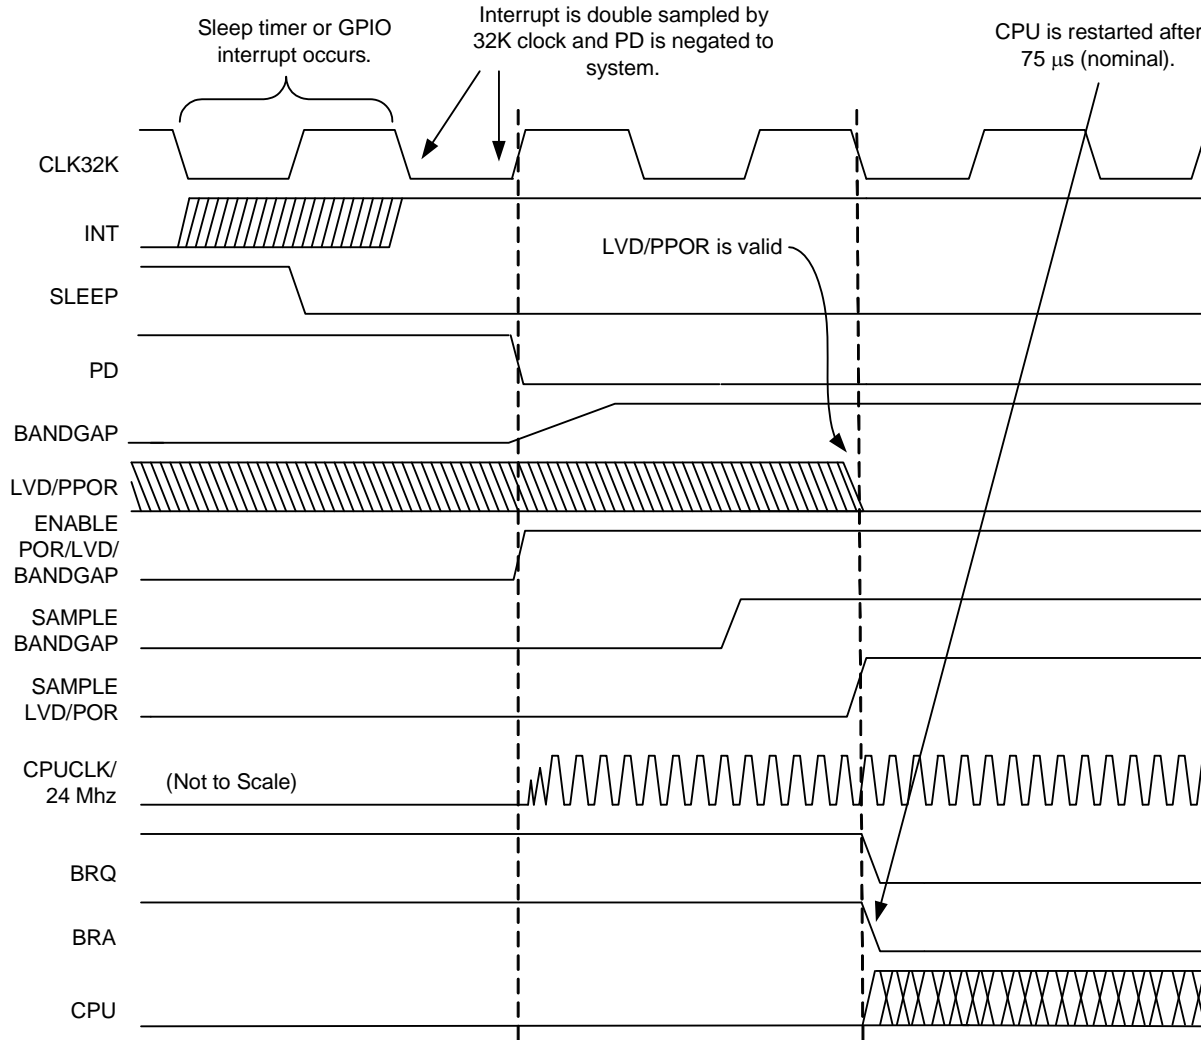 Sleep timer or GPIO
interrupt occurs.
Interrupt is double sampled by
32K clock and PD is negated to
system.
CPU is restarted after
75 µs (nominal).
CLK32K
INT
LVD/PPOR is valid
SLEEP
PD
BANDGAP
LVD/PPOR
ENABLE
POR/LVD/
BANDGAP
SAMPLE
BANDGAP
SAMPLE
LVD/POR
CPUCLK/
24 Mhz
(Not to Scale)
BRQ
BRA
CPU